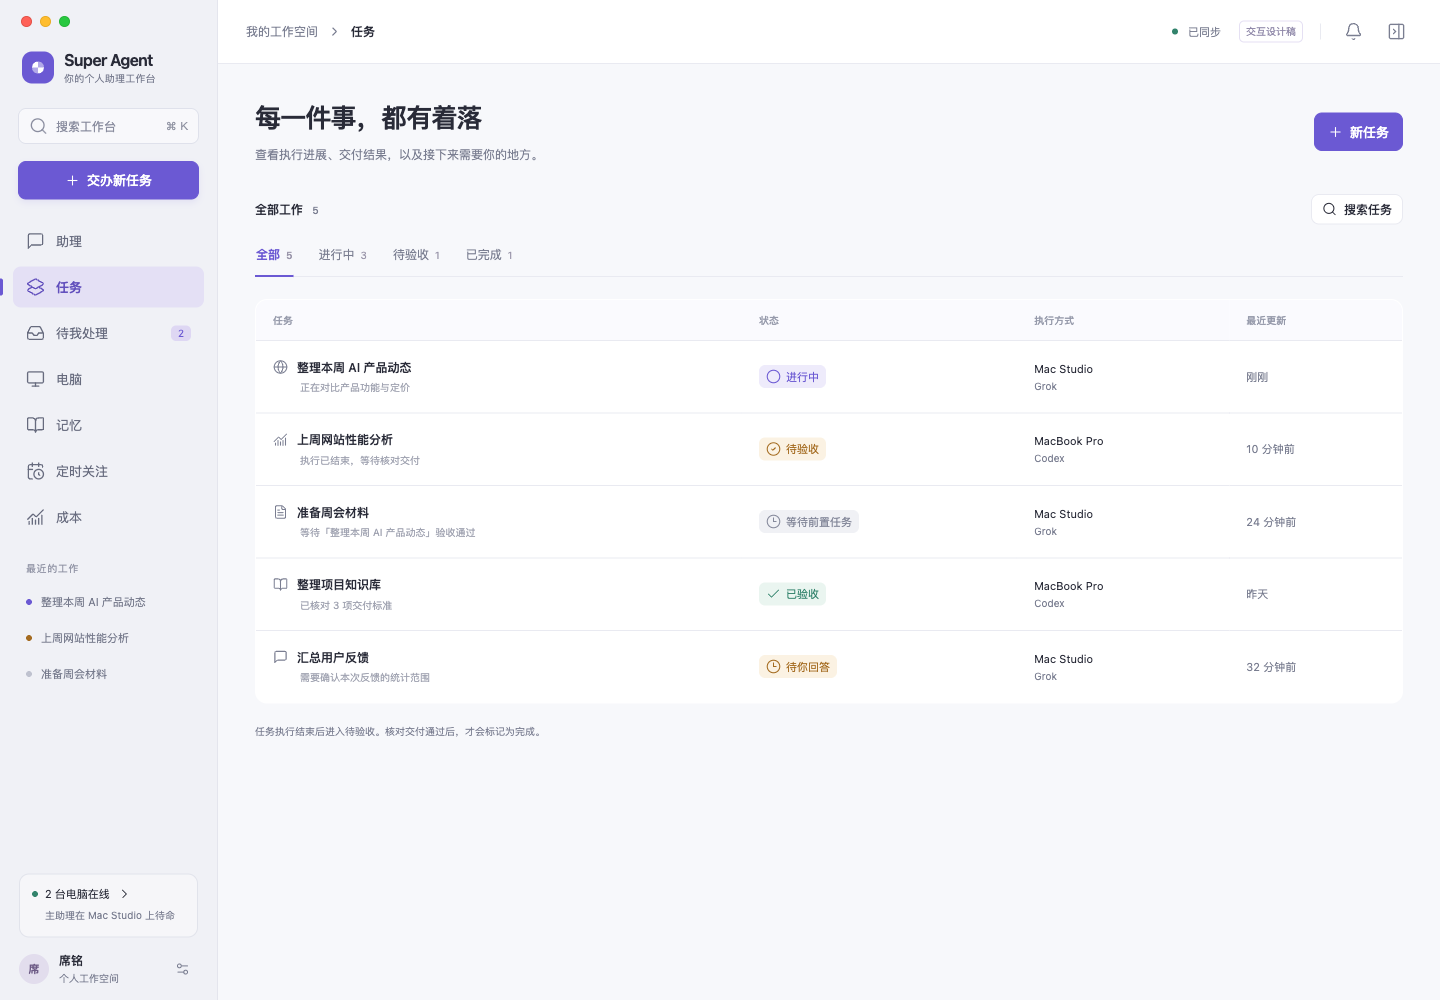 Super Agent
你的个人助理工作台
搜索工作台 ⌘ K
交办新任务
助理
任务
待我处理 2
电脑
记忆
定时关注
成本
最近的工作
整理本周 AI 产品动态
上周网站性能分析
准备周会材料
2 台电脑在线
主助理在 Mac Studio 上待命
席 席铭
个人工作空间
我的工作空间 > 任务
已同步 交互设计稿
每一件事，都有着落
查看执行进展、交付结果，以及接下来需要你的地方。
+ 新任务
全部工作 5
搜索任务
全部 5 进行中 3 待验收 1 已完成 1
任务 状态 执行方式 最近更新
整理本周 AI 产品动态
正在对比产品功能与定价
进行中
Mac Studio
Grok
刚刚
上周网站性能分析
执行已结束，等待核对交付
待验收
MacBook Pro
Codex
10 分钟前
准备周会材料
等待「整理本周 AI 产品动态」验收通过
等待前置任务
Mac Studio
Grok
24 分钟前
整理项目知识库
已核对 3 项交付标准
已验收
MacBook Pro
Codex
昨天
汇总用户反馈
需要确认本次反馈的统计范围
待你回答
Mac Studio
Grok
32 分钟前
任务执行结束后进入待验收。核对交付通过后，才会标记为完成。